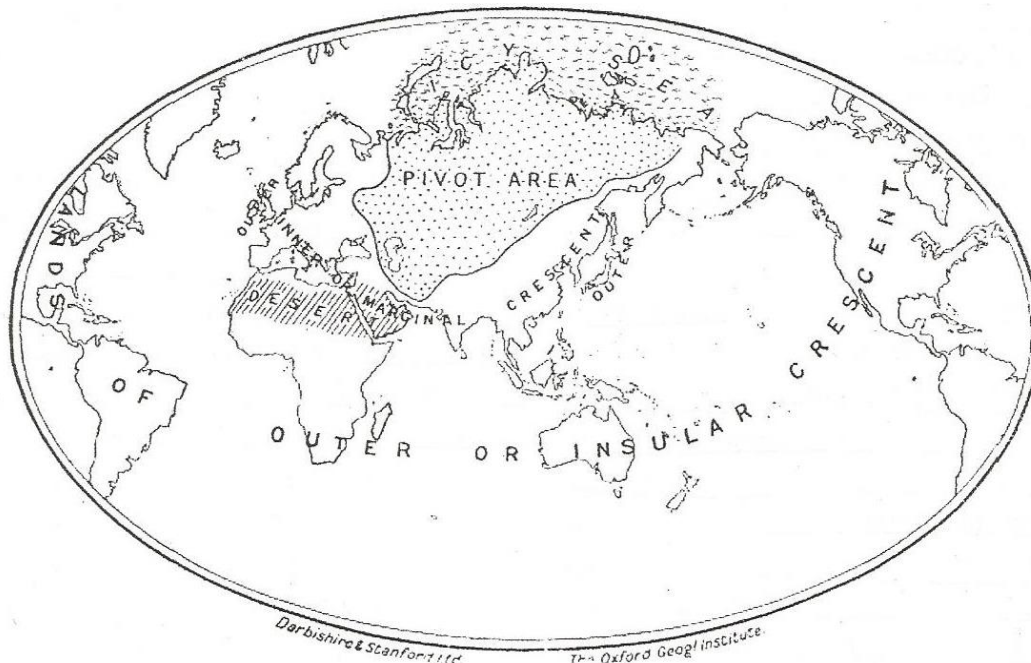 ICY SEA
PIVOT AREA
OUTER
INNER OR MARGINAL CRESCENT
OUTER
DESERT
LANDS OF OUTER OR INSULAR CRESCENT
Darbishire & Stanford Ltd.
The Oxford Geogl Institute.